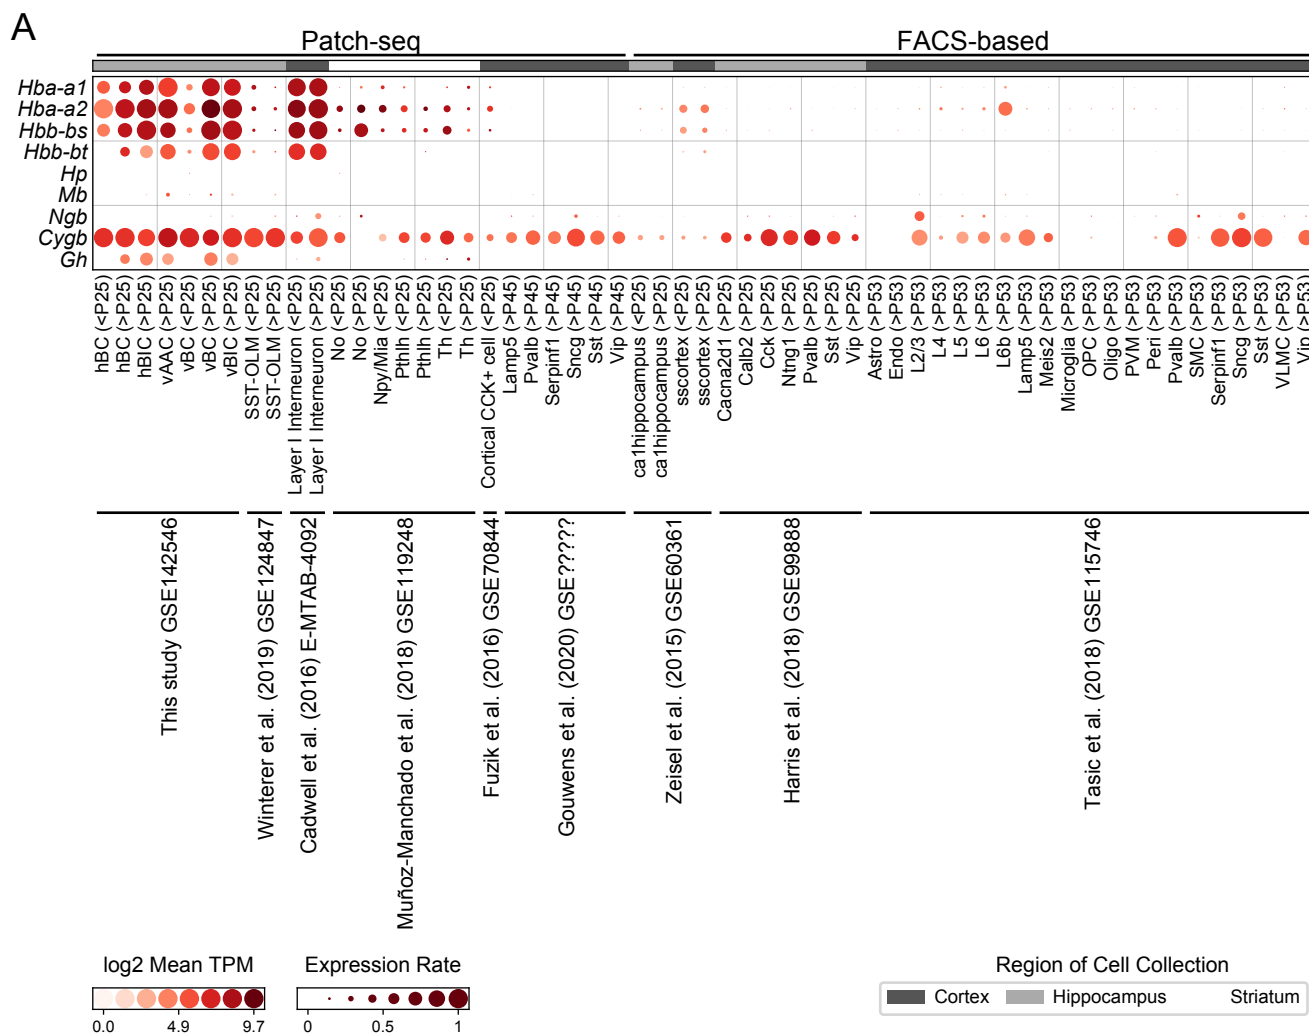 A
Patch-seq
FACS-based
Hba-a1
Hba-a2
Hbb-bs
Hbb-bt
Hp
Mb
Ngb
Cygb
Gh
hBC (<P25)
hBC (>P25)
hBIC (>P25)
vAAC (>P25)
vBC (<P25)
vBC (>P25)
vBIC (>P25)
SST-OLM (<P25)
SST-OLM (>P25)
Layer I Interneuron (<P25)
Layer I Interneuron (>P25)
No (<P25)
No (>P25)
Npy/Mia (<P25)
Pthlh (<P25)
Pthlh (>P25)
Th (<P25)
Th (>P25)
Cortical CCK+ cell (<P25)
Lamp5 (>P45)
Pvalb (>P45)
Serpinf1 (>P45)
Sncg (>P45)
Sst (>P45)
Vip (>P45)
ca1hippocampus (<P25)
ca1hippocampus (>P25)
sscortex (<P25)
sscortex (>P25)
Cacna2d1 (>P25)
Calb2 (>P25)
Cck (>P25)
Ntng1 (>P25)
Pvalb (>P25)
Sst (>P25)
Vip (>P25)
Astro (>P53)
Endo (>P53)
L2/3 (>P53)
L4 (>P53)
L5 (>P53)
L6 (>P53)
L6b (>P53)
Lamp5 (>P53)
Meis2 (>P53)
Microglia (>P53)
OPC (>P53)
Oligo (>P53)
PVM (>P53)
Peri (>P53)
Pvalb (>P53)
SMC (>P53)
Serpinf1 (>P53)
Sncg (>P53)
Sst (>P53)
VLMC (>P53)
Vip (>P53)
This study GSE142546
Winterer et al. (2019) GSE124847
Cadwell et al. (2016) E-MTAB-4092
Muñoz-Manchado et al. (2018) GSE119248
Fuzik et al. (2016) GSE70844
Gouwens et al. (2020) GSE?????
Zeisel et al. (2015) GSE60361
Harris et al. (2018) GSE99888
Tasic et al. (2018) GSE115746
log2 Mean TPM
0.0 4.9 9.7
Expression Rate
0 0.5 1
Region of Cell Collection
Cortex Hippocampus Striatum